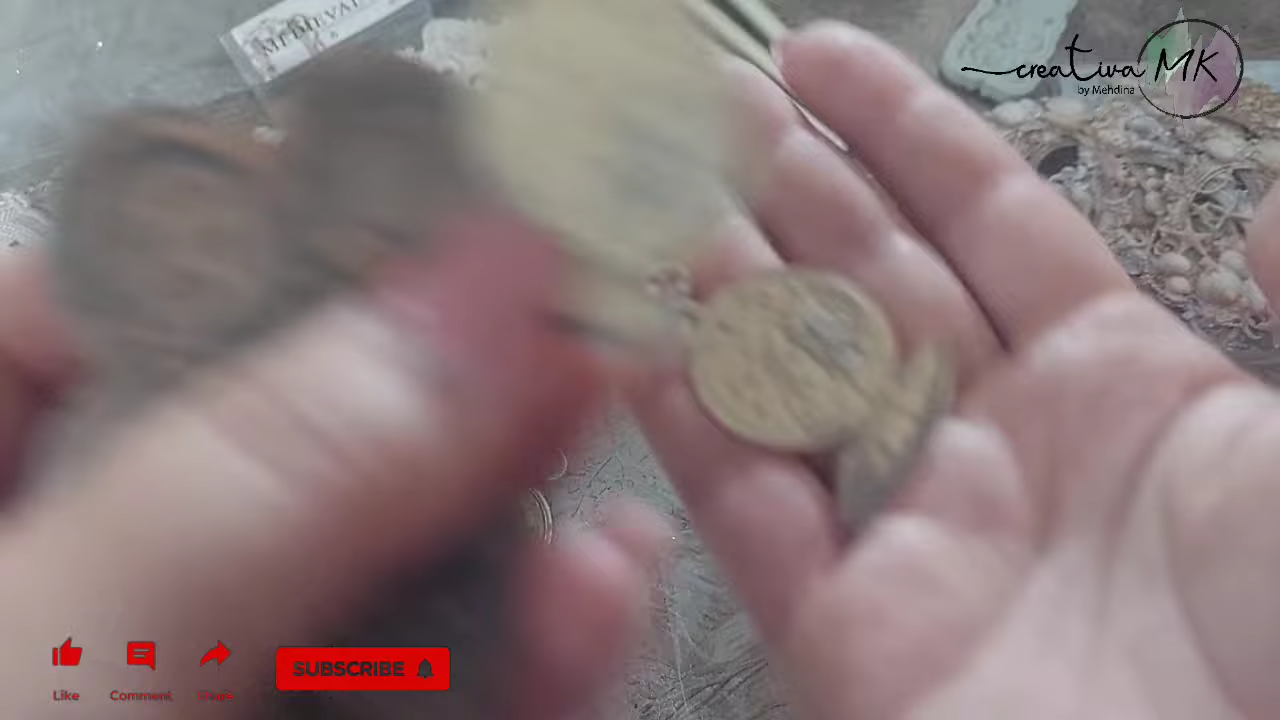 MEDIEVAL
creativa MK
by Mehdina
Like
Comment
Share
SUBSCRIBE